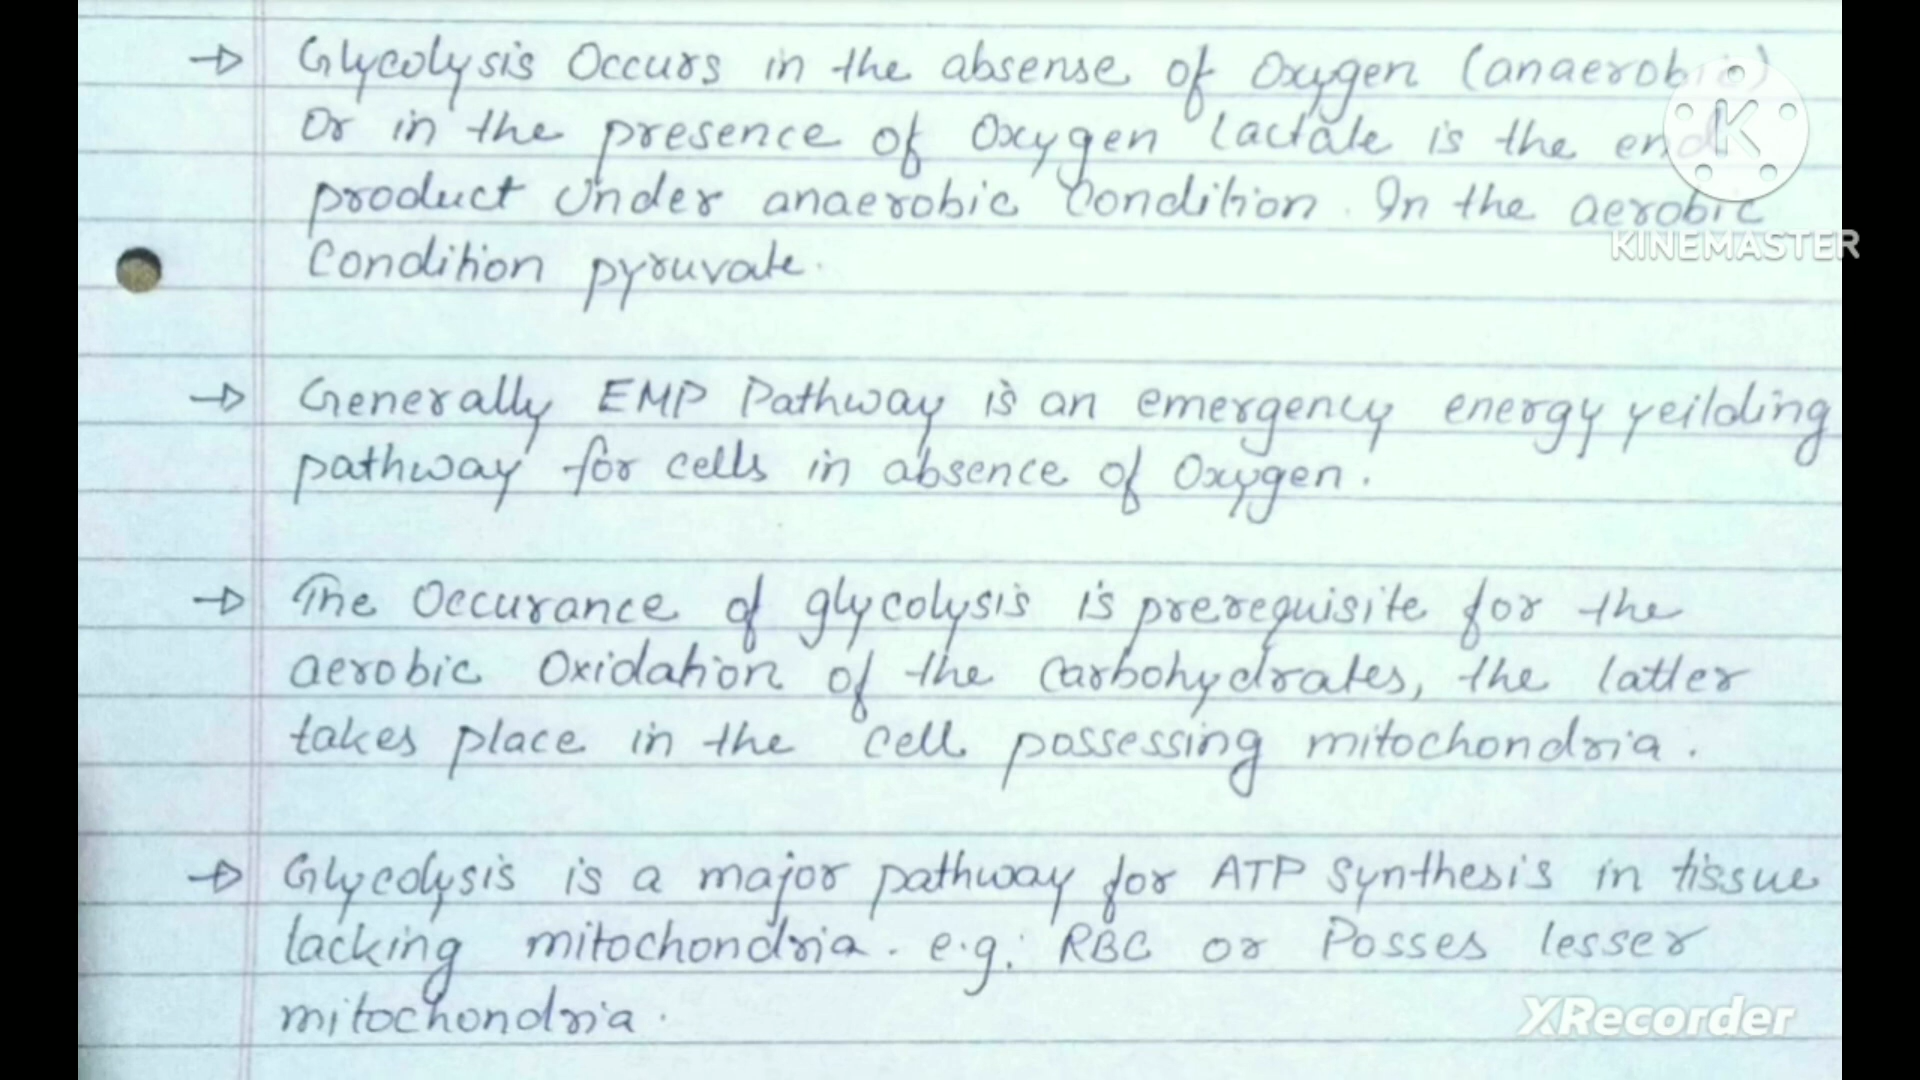 → Glycolysis Occurs in the absense of Oxygen (anaerobic)
Or in the presence of Oxygen Lactate is the end
product Under anaerobic Condition. In the aerobic
Condition pyruvate.
→ Generally EMP Pathway is an emergency energy yeilding
pathway for cells in absence of Oxygen.
→ The Occurance of glycolysis is prerequisite for the
aerobic Oxidation of the Carbohydrates, the latter
takes place in the cell possessing mitochondria.
→ Glycolysis is a major pathway for ATP Synthesis in tissue
lacking mitochondria. e.g: RBC or Posses lesser
mitochondria.
K
KINEMASTER
XRecorder